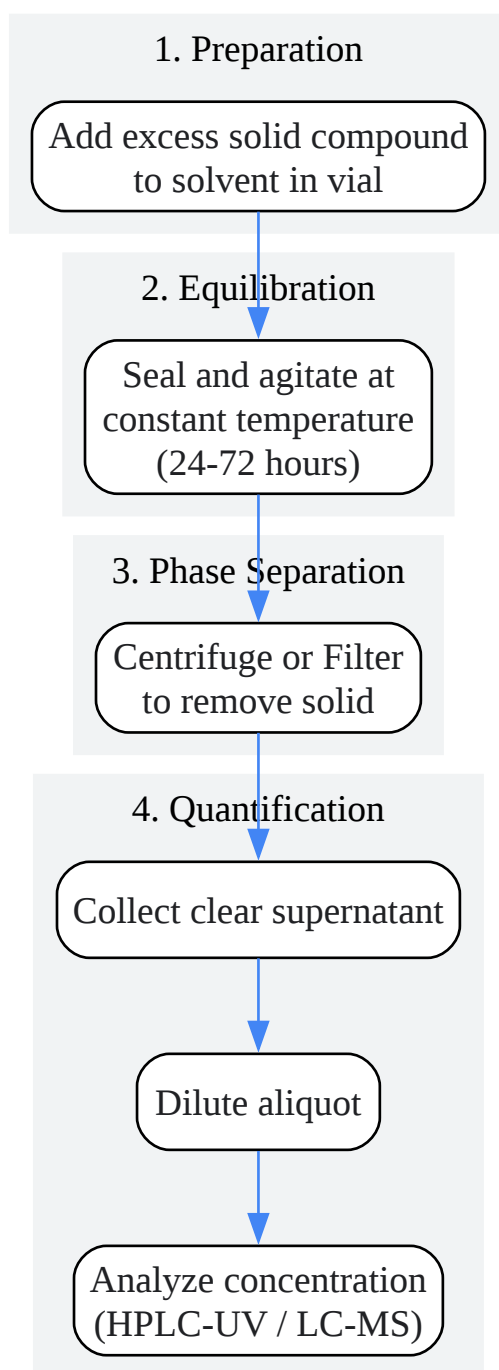 1. Preparation
Add excess solid compound
to solvent in vial
2. Equilibration
Seal and agitate at
constant temperature
(24-72 hours)
3. Phase Separation
Centrifuge or Filter
to remove solid
4. Quantification
Collect clear supernatant
Dilute aliquot
Analyze concentration
(HPLC-UV / LC-MS)